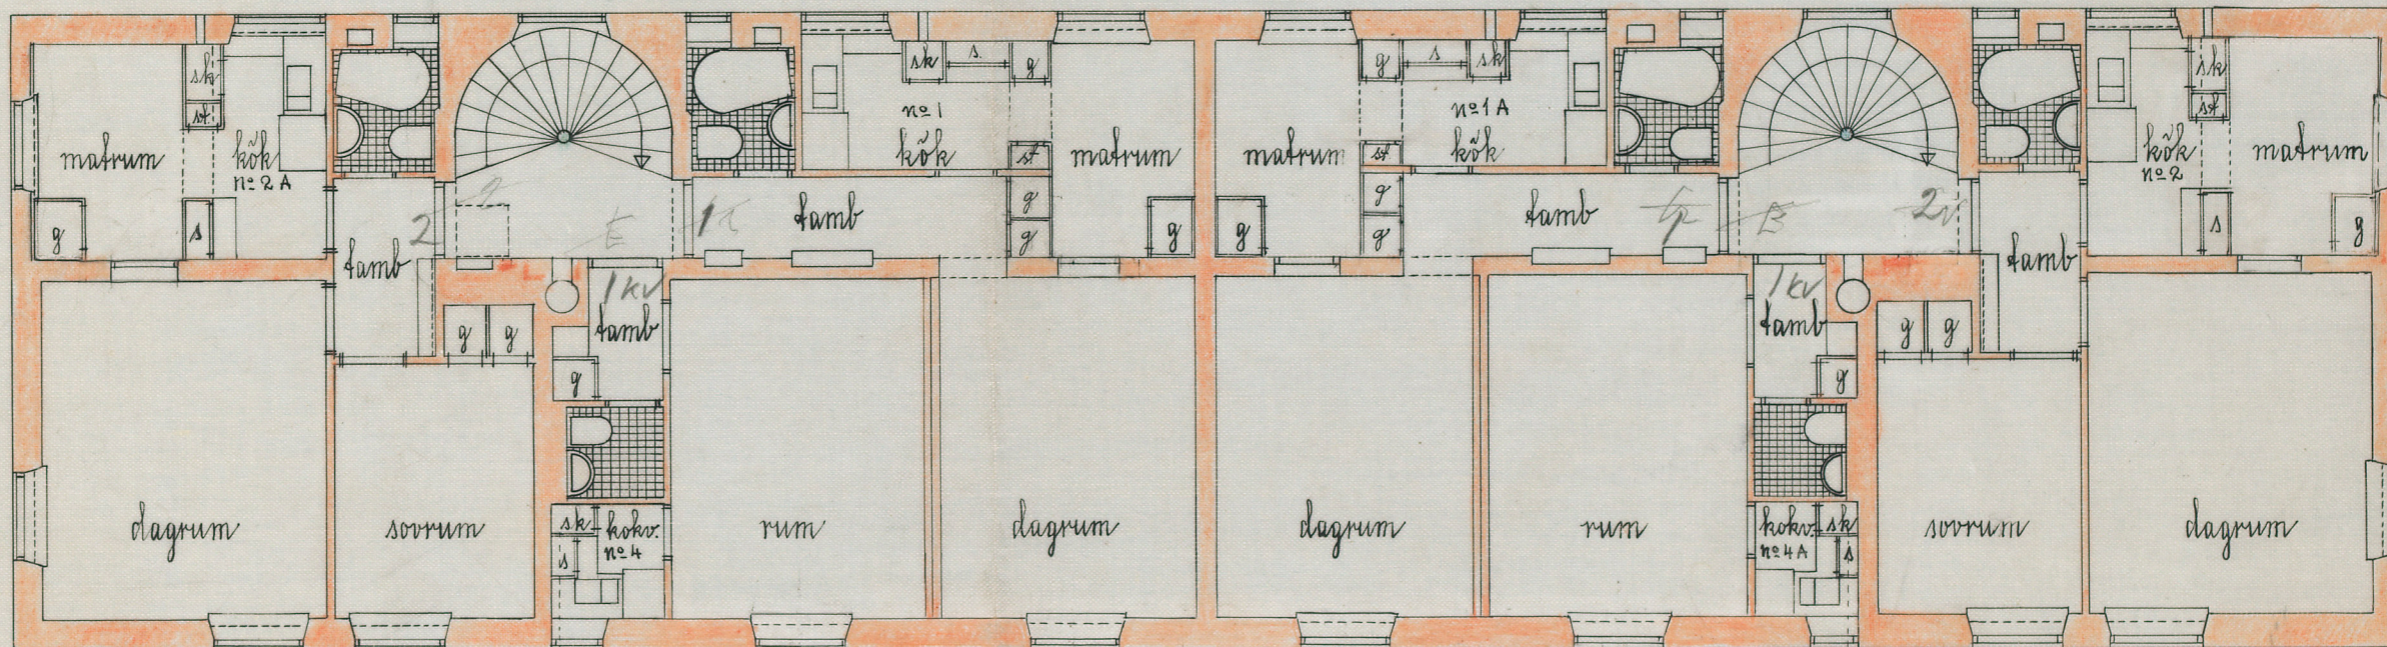 sk
st
matrum
kök
nº 2 A
g
s
2
tamb
sk
s.
g
nº 1
kök
st
matrum
1
tamb
g
g
g
g
s
sk
nº 1 A
matrum
st
kök
g
g
g
tamb
sk
st
kök
nº 2
matrum
s
g
tamb
1 kv
tamb
g
g
g
1 kv
tamb
g
g
g
dagrum
sovrum
sk
kokv.
nº 4
s
rum
dagrum
dagrum
rum
kokv.
nº 4 A
sk
s
sovrum
dagrum